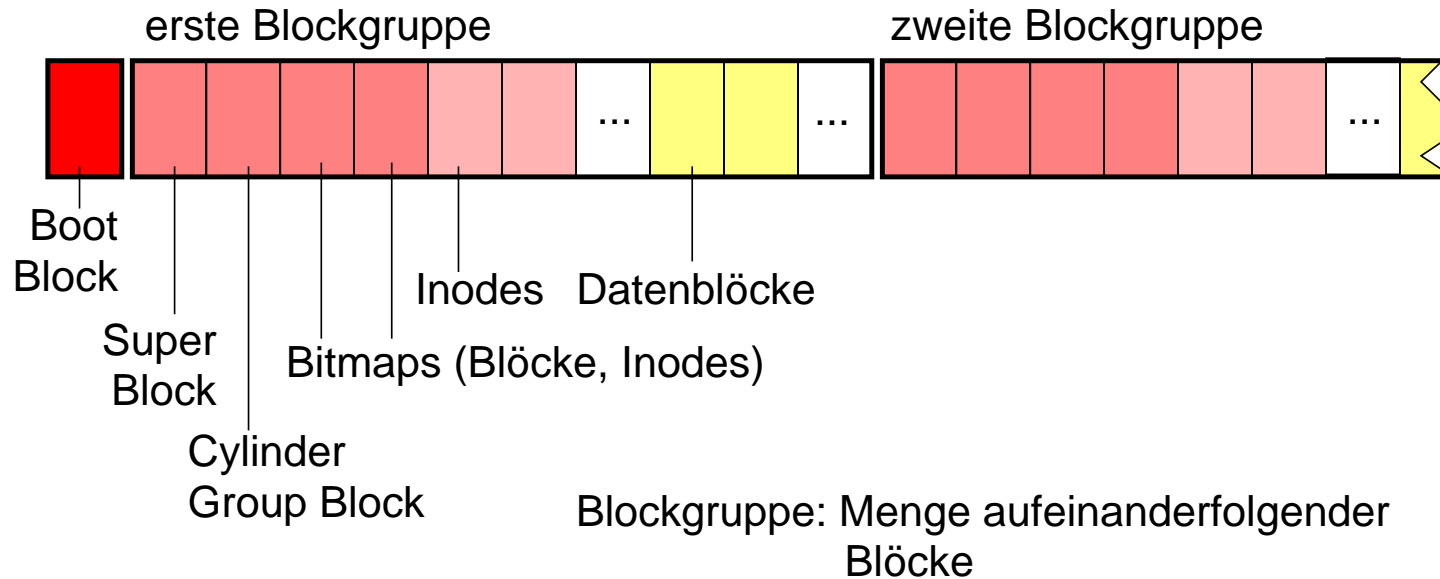 erste Blockgruppe
zweite Blockgruppe
...
...
...
Boot
Block
Super
Block
Cylinder
Group Block
Bitmaps (Blöcke, Inodes)
Inodes
Datenblöcke
Blockgruppe: Menge aufeinanderfolgender
Blöcke